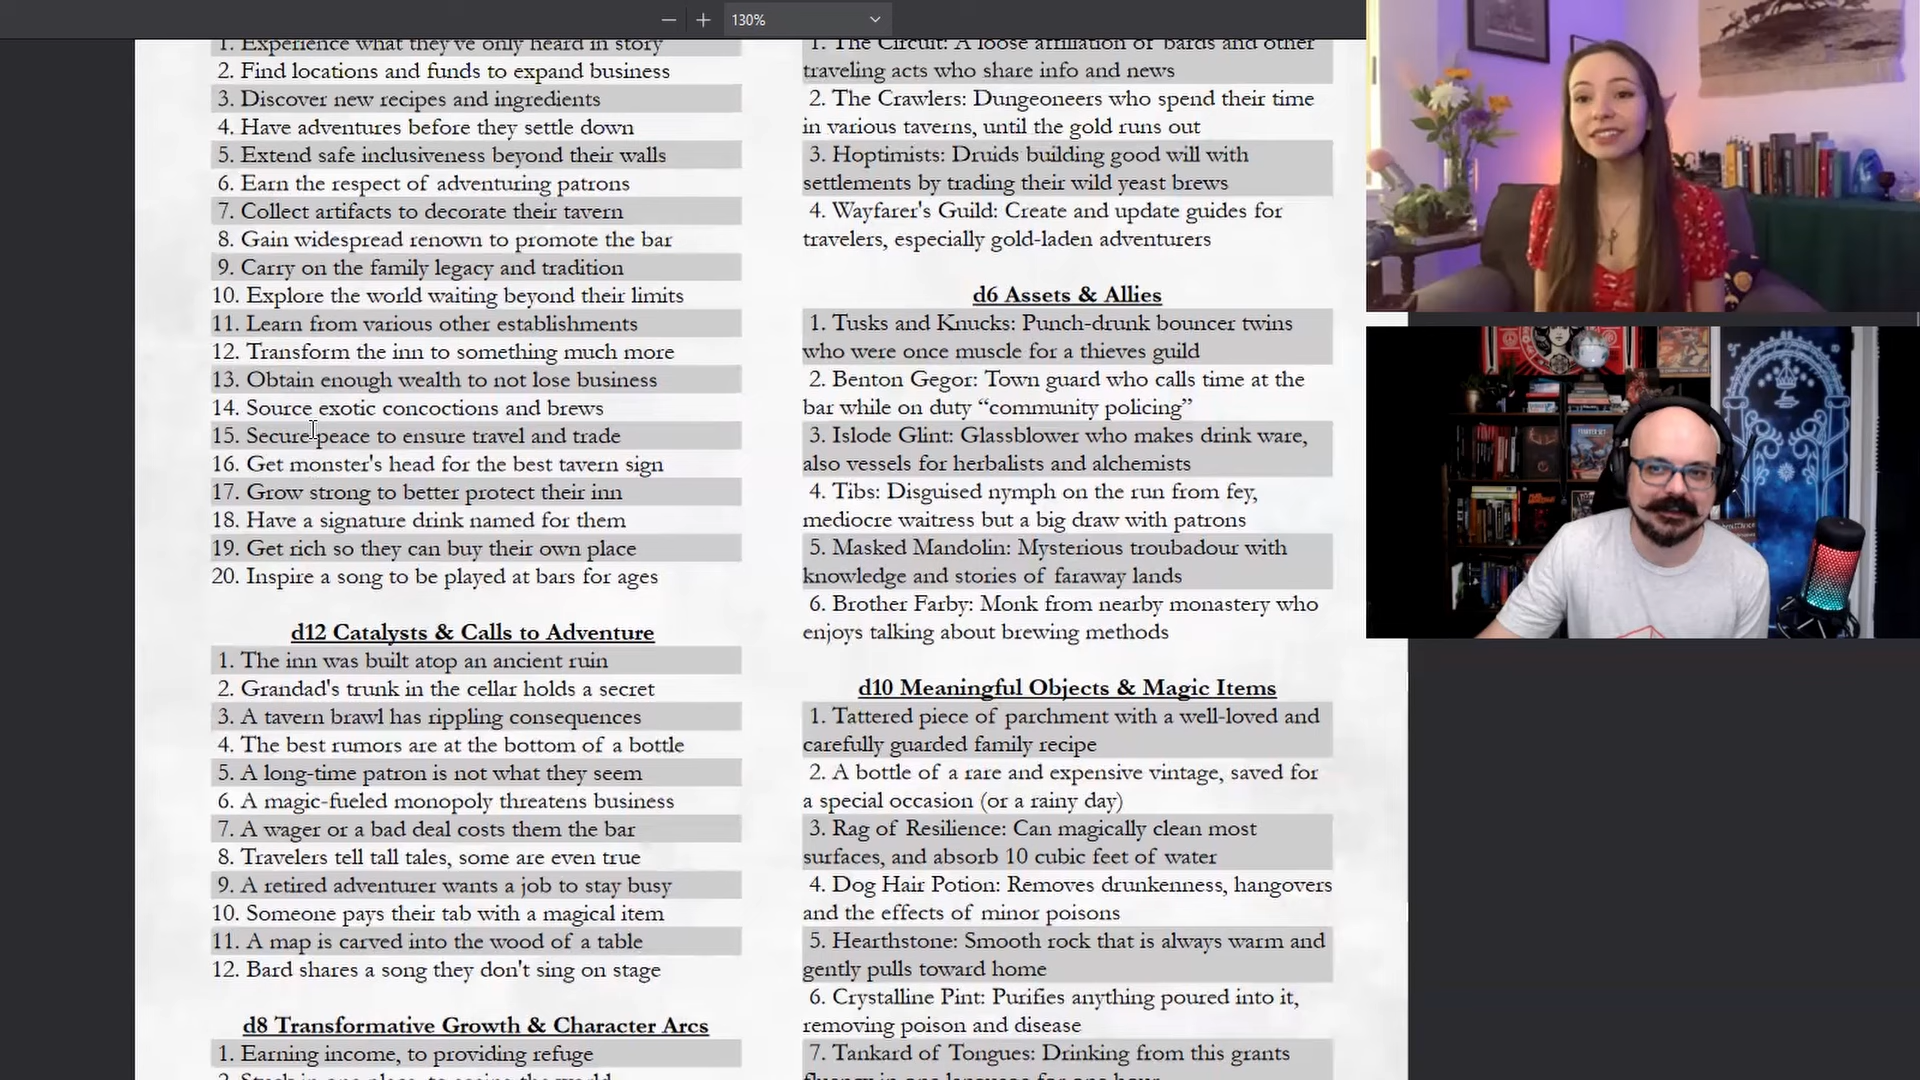 130%
1. Experience what they've only heard in story
2. Find locations and funds to expand business
3. Discover new recipes and ingredients
4. Have adventures before they settle down
5. Extend safe inclusiveness beyond their walls
6. Earn the respect of adventuring patrons
7. Collect artifacts to decorate their tavern
8. Gain widespread renown to promote the bar
9. Carry on the family legacy and tradition
10. Explore the world waiting beyond their limits
11. Learn from various other establishments
12. Transform the inn to something much more
13. Obtain enough wealth to not lose business
14. Source exotic concoctions and brews
15. Secure peace to ensure travel and trade
16. Get monster's head for the best tavern sign
17. Grow strong to better protect their inn
18. Have a signature drink named for them
19. Get rich so they can buy their own place
20. Inspire a song to be played at bars for ages
d12 Catalysts & Calls to Adventure
1. The inn was built atop an ancient ruin
2. Grandad's trunk in the cellar holds a secret
3. A tavern brawl has rippling consequences
4. The best rumors are at the bottom of a bottle
5. A long-time patron is not what they seem
6. A magic-fueled monopoly threatens business
7. A wager or a bad deal costs them the bar
8. Travelers tell tall tales, some are even true
9. A retired adventurer wants a job to stay busy
10. Someone pays their tab with a magical item
11. A map is carved into the wood of a table
12. Bard shares a song they don't sing on stage
d8 Transformative Growth & Character Arcs
1. Earning income, to providing refuge
2. Stuck in one place, to seeing the world
1. The Circuit: A loose affiliation of bards and other
traveling acts who share info and news
2. The Crawlers: Dungeoneers who spend their time
in various taverns, until the gold runs out
3. Hoptimists: Druids building good will with
settlements by trading their wild yeast brews
4. Wayfarer's Guild: Create and update guides for
travelers, especially gold-laden adventurers
d6 Assets & Allies
1. Tusks and Knucks: Punch-drunk bouncer twins
who were once muscle for a thieves guild
2. Benton Gegor: Town guard who calls time at the
bar while on duty “community policing”
3. Islode Glint: Glassblower who makes drink ware,
also vessels for herbalists and alchemists
4. Tibs: Disguised nymph on the run from fey,
mediocre waitress but a big draw with patrons
5. Masked Mandolin: Mysterious troubadour with
knowledge and stories of faraway lands
6. Brother Farby: Monk from nearby monastery who
enjoys talking about brewing methods
d10 Meaningful Objects & Magic Items
1. Tattered piece of parchment with a well-loved and
carefully guarded family recipe
2. A bottle of a rare and expensive vintage, saved for
a special occasion (or a rainy day)
3. Rag of Resilience: Can magically clean most
surfaces, and absorb 10 cubic feet of water
4. Dog Hair Potion: Removes drunkenness, hangovers
and the effects of minor poisons
5. Hearthstone: Smooth rock that is always warm and
gently pulls toward home
6. Crystalline Pint: Purifies anything poured into it,
removing poison and disease
7. Tankard of Tongues: Drinking from this grants
fluency in one language for one hour